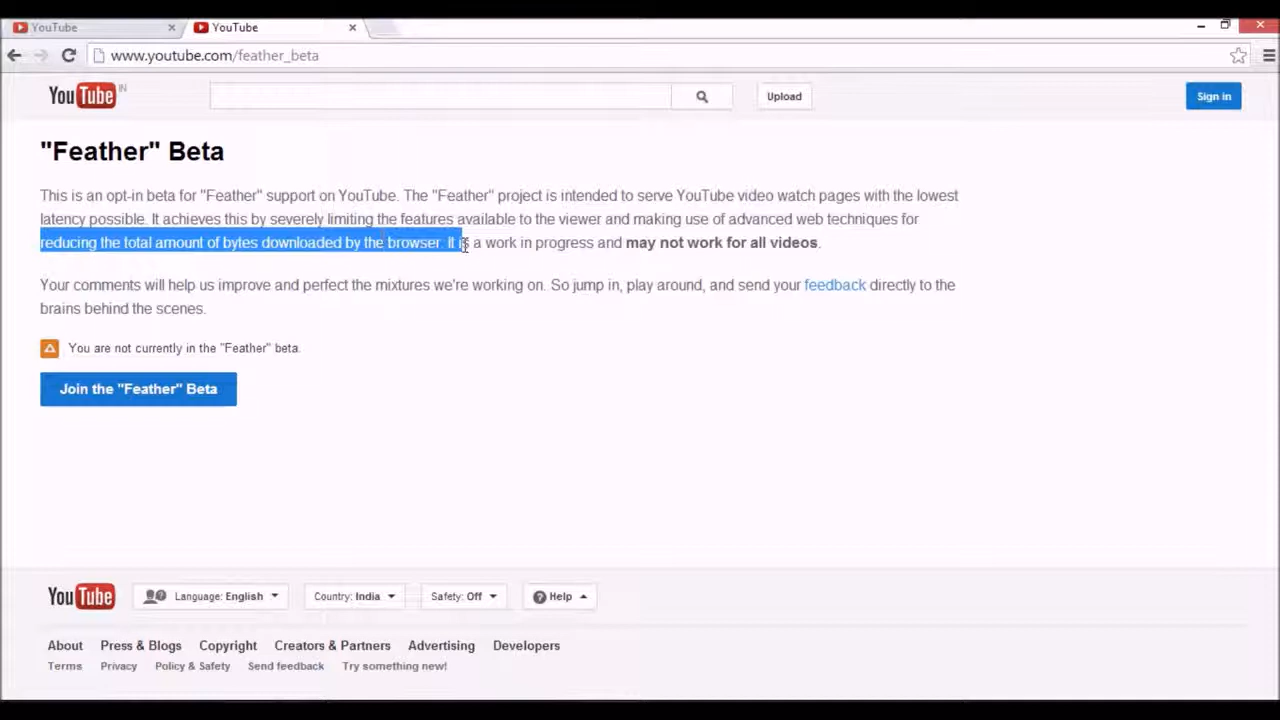 YouTube
YouTube
www.youtube.com/feather_beta
YouTube IN
Upload
Sign in
"Feather" Beta
This is an opt-in beta for "Feather" support on YouTube. The "Feather" project is intended to serve YouTube video watch pages with the lowest
latency possible. It achieves this by severely limiting the features available to the viewer and making use of advanced web techniques for
reducing the total amount of bytes downloaded by the browser. It is a work in progress and may not work for all videos.
Your comments will help us improve and perfect the mixtures we're working on. So jump in, play around, and send your feedback directly to the
brains behind the scenes.
You are not currently in the "Feather" beta.
Join the "Feather" Beta
YouTube
Language: English
Country: India
Safety: Off
Help
About Press & Blogs Copyright Creators & Partners Advertising Developers
Terms Privacy Policy & Safety Send feedback Try something new!